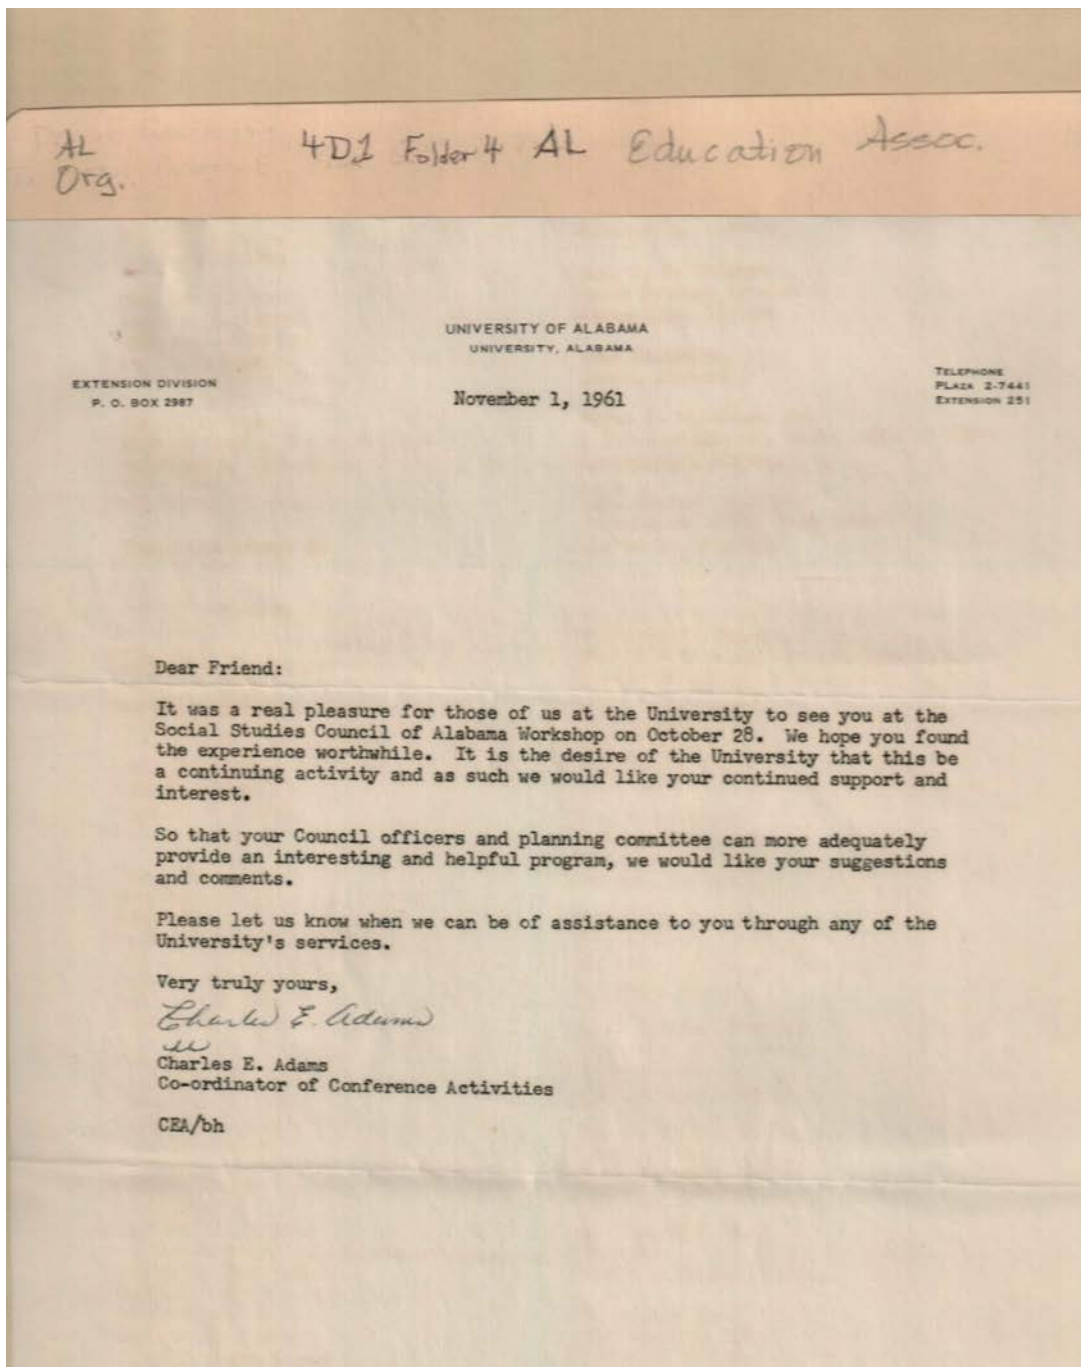 AL 4D1 Folder 4 AL Education Assoc.
Org.
UNIVERSITY OF ALABAMA
UNIVERSITY, ALABAMA
EXTENSION DIVISION
P. O. BOX 2987
November 1, 1961
TELEPHONE
PLAZA 2-7441
EXTENSION 251
Dear Friend:
It was a real pleasure for those of us at the University to see you at the
Social Studies Council of Alabama Workshop on October 28. We hope you found
the experience worthwhile. It is the desire of the University that this be
a continuing activity and as such we would like your continued support and
interest.
So that your Council officers and planning committee can more adequately
provide an interesting and helpful program, we would like your suggestions
and comments.
Please let us know when we can be of assistance to you through any of the
University's services.
Very truly yours,
Charles E. Adams
Charles E. Adams
Co-ordinator of Conference Activities
CEA/bh